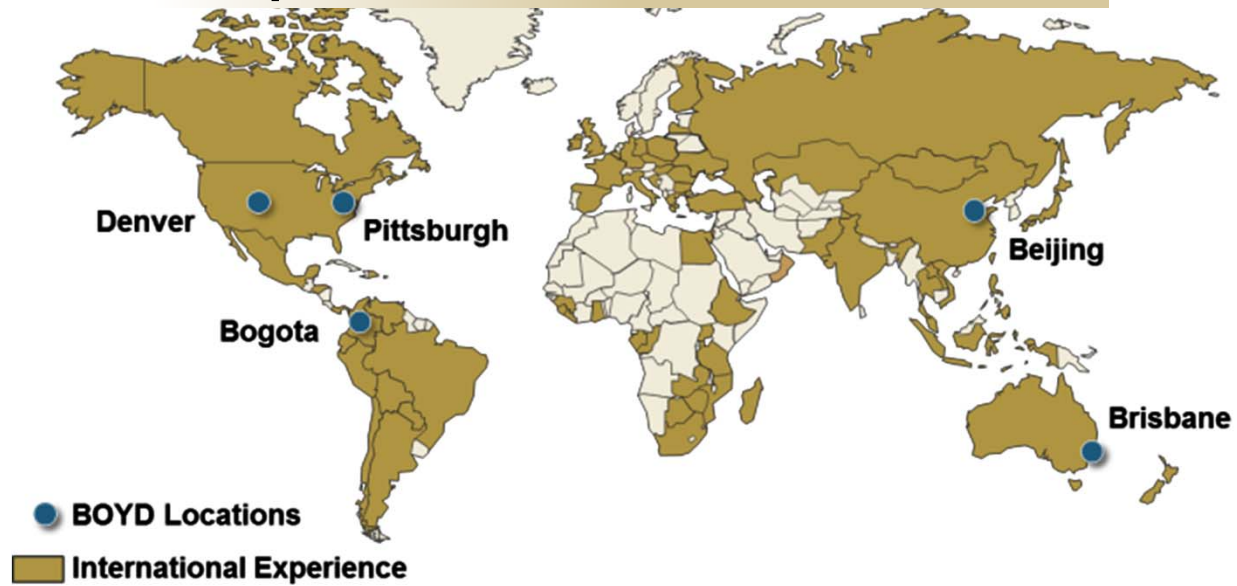 Denver
Pittsburgh
Beijing
Bogota
Brisbane
BOYD Locations
International Experience